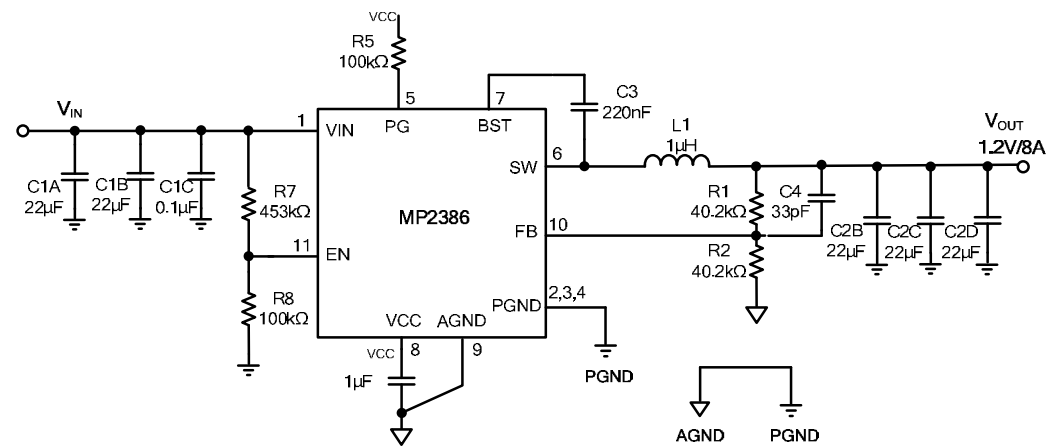 VCC
R5
100kΩ
5
7
C3
220nF
VIN
1
VIN
PG
BST
L1
1µH
VOUT
1.2V/8A
SW
6
C1A
22µF
C1B
22µF
C1C
0.1µF
R7
453kΩ
MP2386
R1
40.2kΩ
C4
33pF
FB
10
11
EN
R2
40.2kΩ
C2B
22µF
C2C
22µF
C2D
22µF
R8
100kΩ
PGND
2,3,4
VCC
AGND
VCC
8
9
1µF
PGND
AGND
PGND